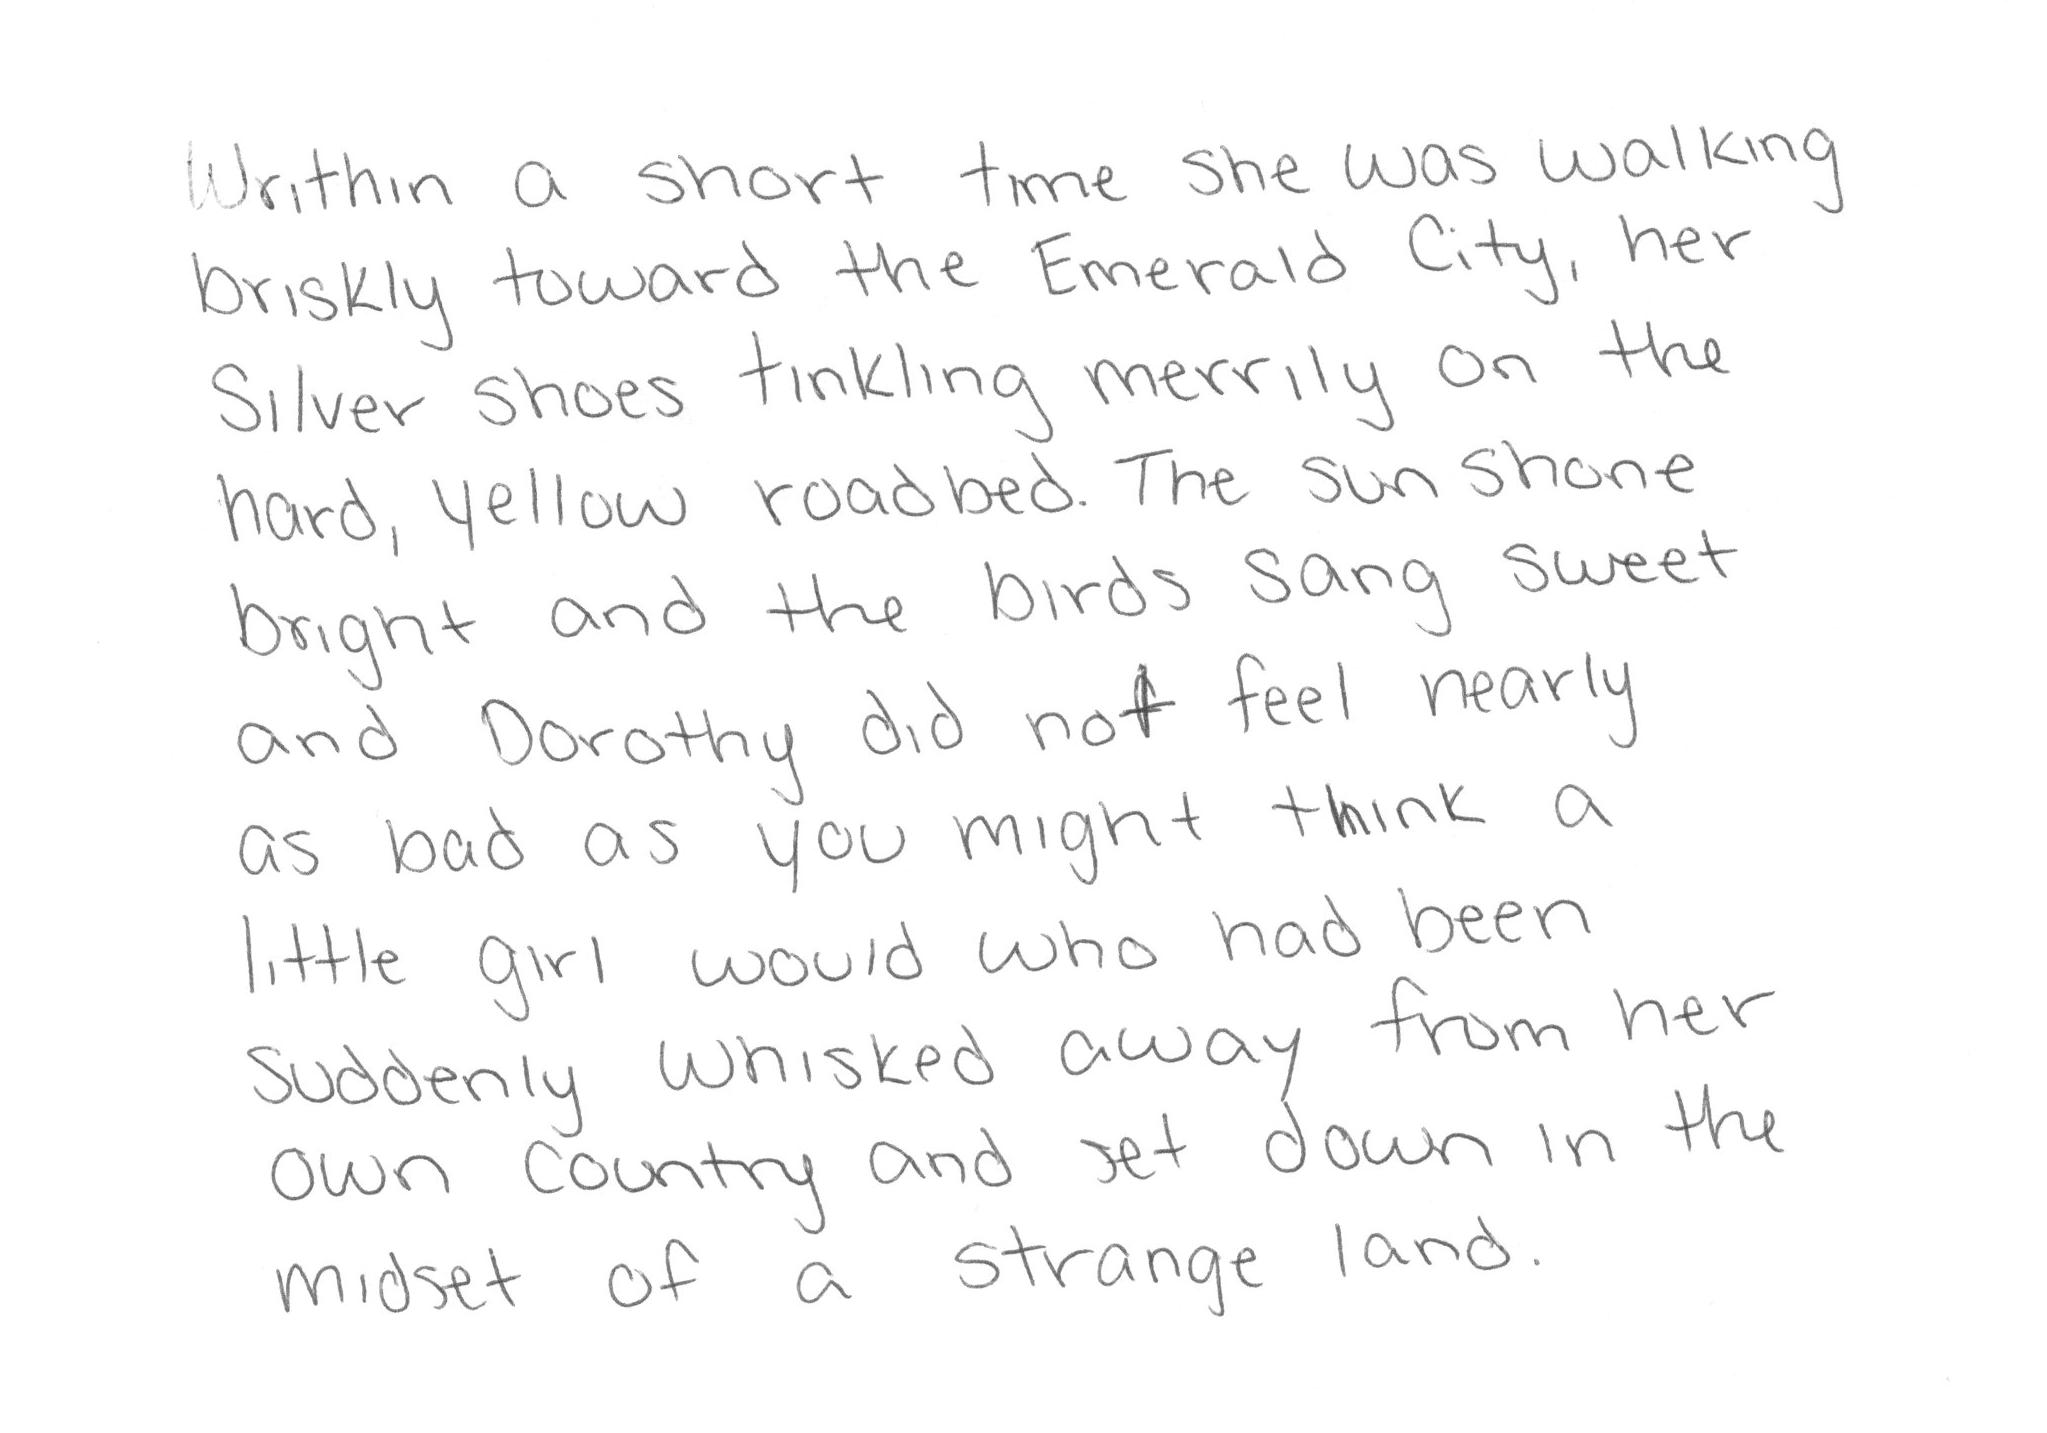 Writhin a short time she was walking
briskly toward the Emerald City, her
Silver shoes tinkling merrily on the
hard, yellow roadbed. The sun shone
bright and the birds sang sweet
and Dorothy did not feel nearly
as bad as you might think a
little girl would who had been
suddenly whisked away from her
own country and set down in the
midset of a strange land.